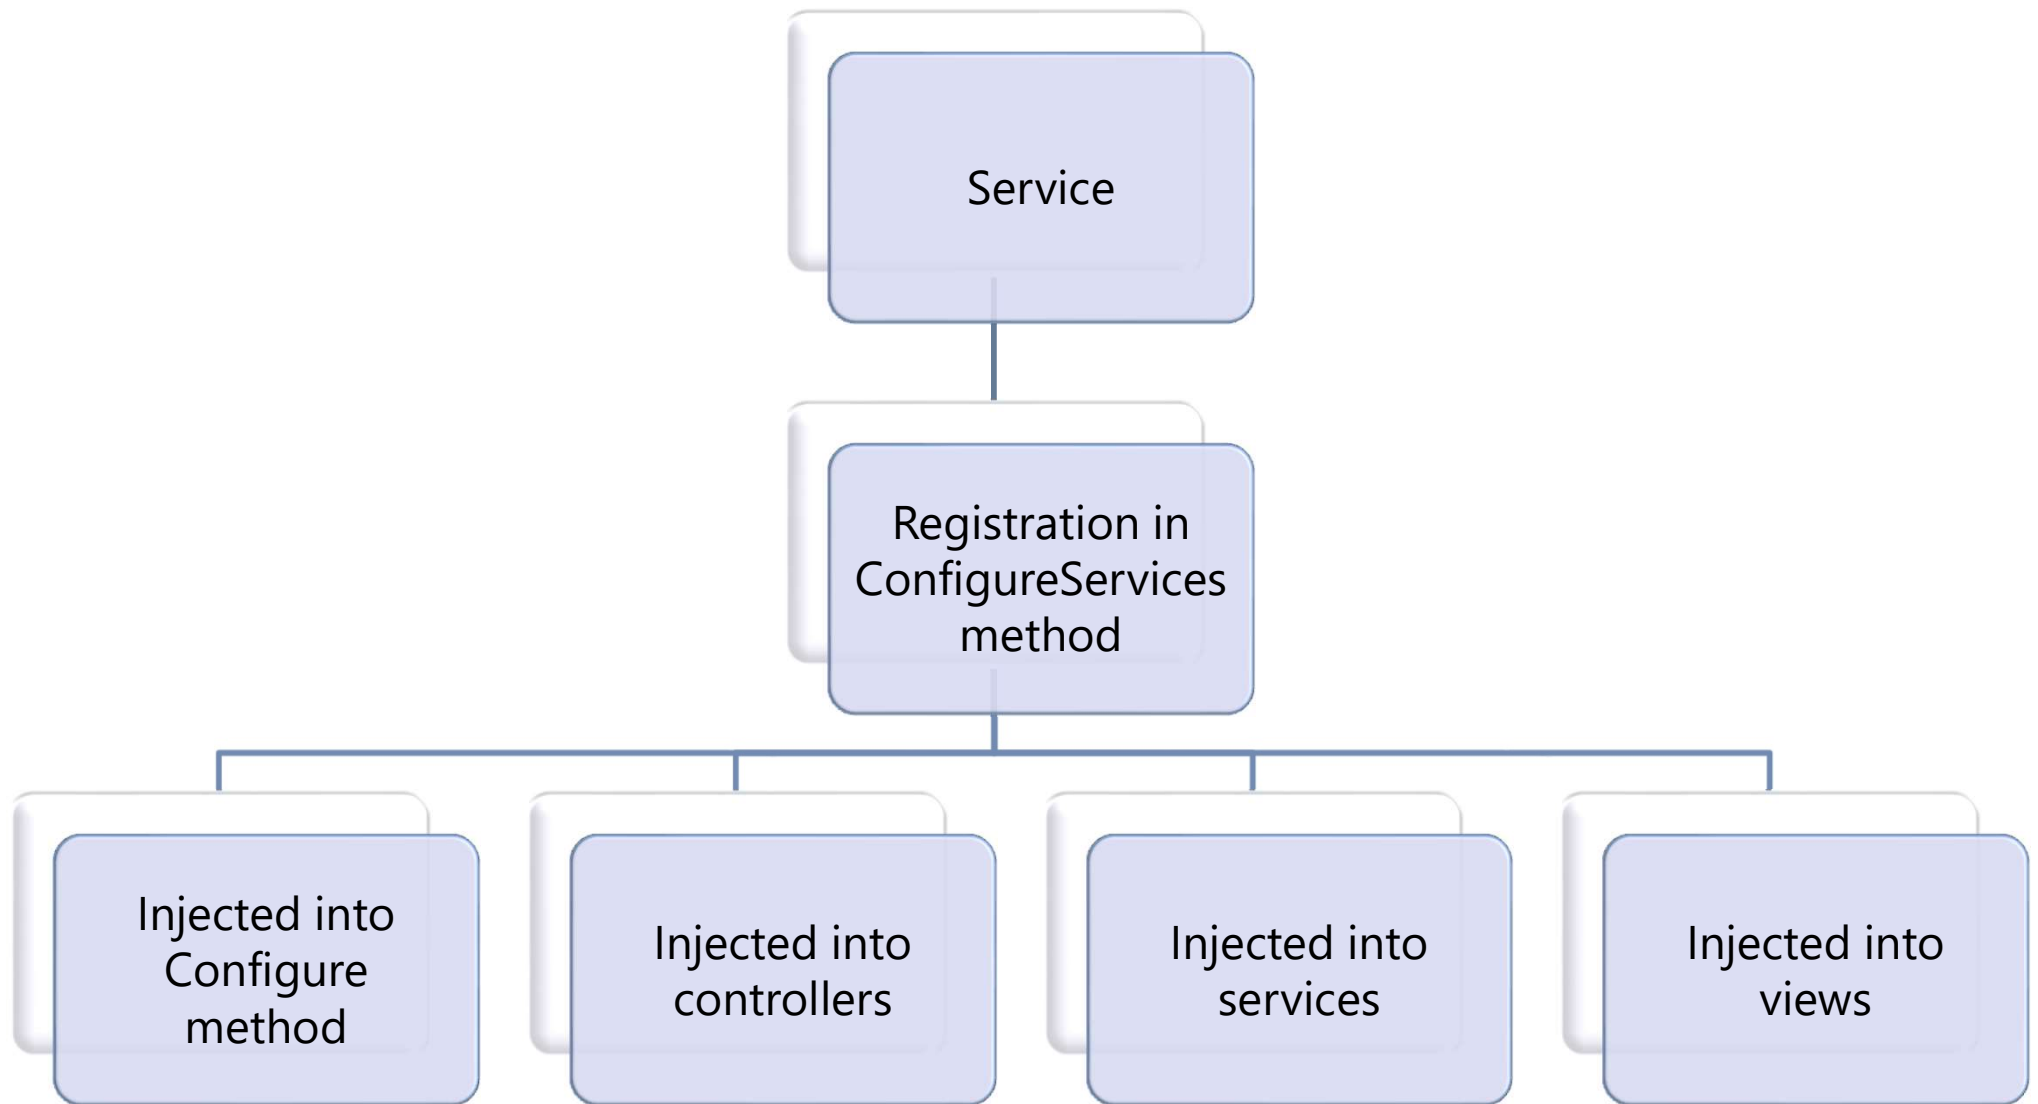 Service
Registration in
ConfigureServices
method
Injected into
Configure
method
Injected into
controllers
Injected into
services
Injected into
views